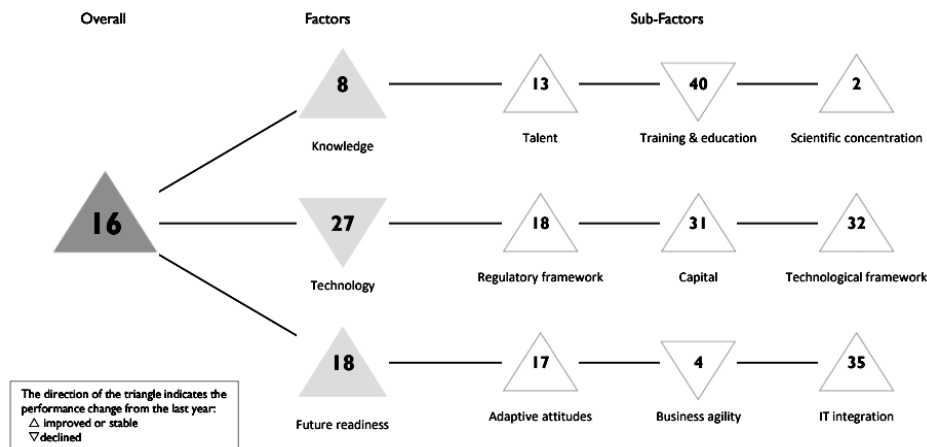 Overall Factors Sub-Factors
8 13 40 2
Knowledge Talent Training & education Scientific concentration
16 27 18 31 32
Technology Regulatory framework Capital Technological framework
18 17 4 35
Future readiness Adaptive attitudes Business agility IT integration
The direction of the triangle indicates the
performance change from the last year:
△ improved or stable
▽ declined